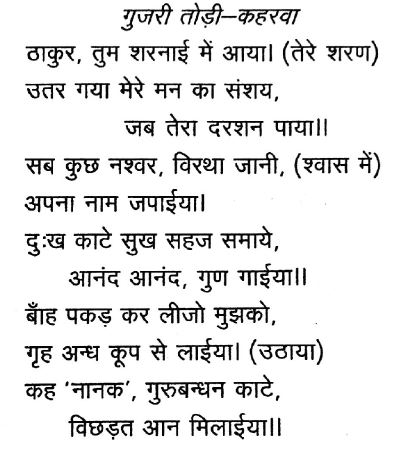 गुजरी तोड़ी–कहरवा
ठाकुर, तुम शरनाई में आया। (तेरे शरण)
उतर गया मेरे मन का संशय,
जब तेरा दरशन पाया॥
सब कुछ नश्वर, विरथा जानी, (श्वास में)
अपना नाम जपाईया।
दुःख काटे सुख सहज समाये,
आनंद आनंद, गुण गाईया॥
बाँह पकड़ कर लीजो मुझको,
गृह अन्ध कूप से लाईया। (उठाया)
कह ‘नानक’, गुरुबन्धन काटे,
विछड़त आन मिलाईया॥